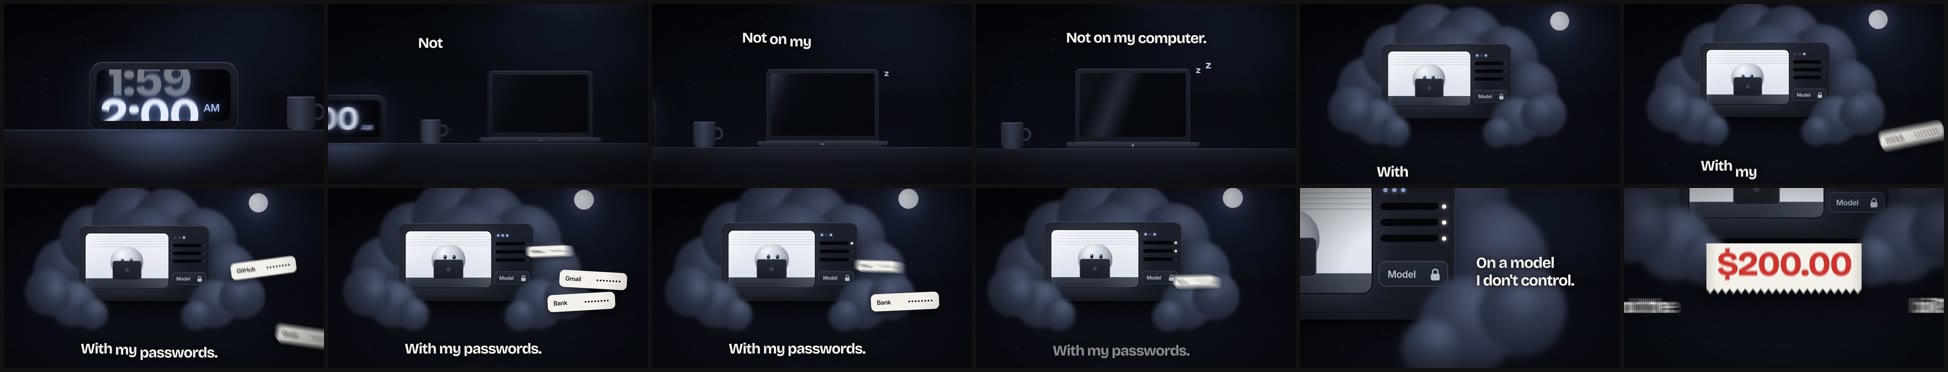 1:59
2:00 AM
Not
Not on my
z
Not on my computer.
z z
Model
With
Model
With my
GitHub ••••••••
Model
With my passwords.
Gmail ••••••••
Model
Bank ••••••••
With my passwords.
Model
Bank ••••••••
With my passwords.
Model
With my passwords.
Model
On a model
I don't control.
Model
$200.00